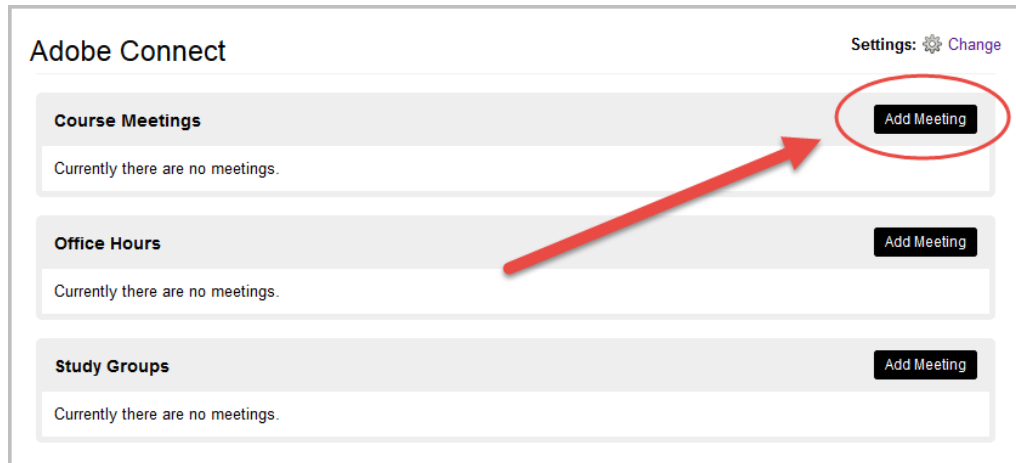 Adobe Connect
Settings: Change
Course Meetings
Add Meeting
Currently there are no meetings.
Office Hours
Add Meeting
Currently there are no meetings.
Study Groups
Add Meeting
Currently there are no meetings.